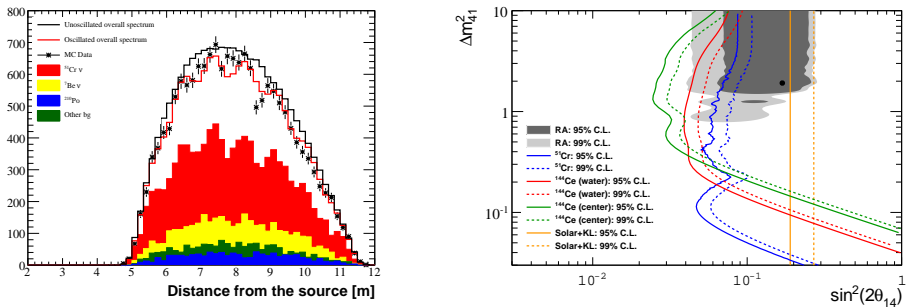 Unoscillated overall spectrum
Oscillated overall spectrum
MC Data
⁵¹Cr ν
⁷Be ν
²¹⁰Po
Other bg
700
600
500
400
300
200
100
0
2 3 4 5 6 7 8 9 10 11 12
Distance from the source [m]
Δm²₄₁
10
1
10⁻¹
RA: 95% C.L.
RA: 99% C.L.
⁵¹Cr: 95% C.L.
⁵¹Cr: 99% C.L.
¹⁴⁴Ce (water): 95% C.L.
¹⁴⁴Ce (water): 99% C.L.
¹⁴⁴Ce (center): 95% C.L.
¹⁴⁴Ce (center): 99% C.L.
Solar+KL: 95% C.L.
Solar+KL: 99% C.L.
10⁻² 10⁻¹ 1
sin²(2θ₁₄)